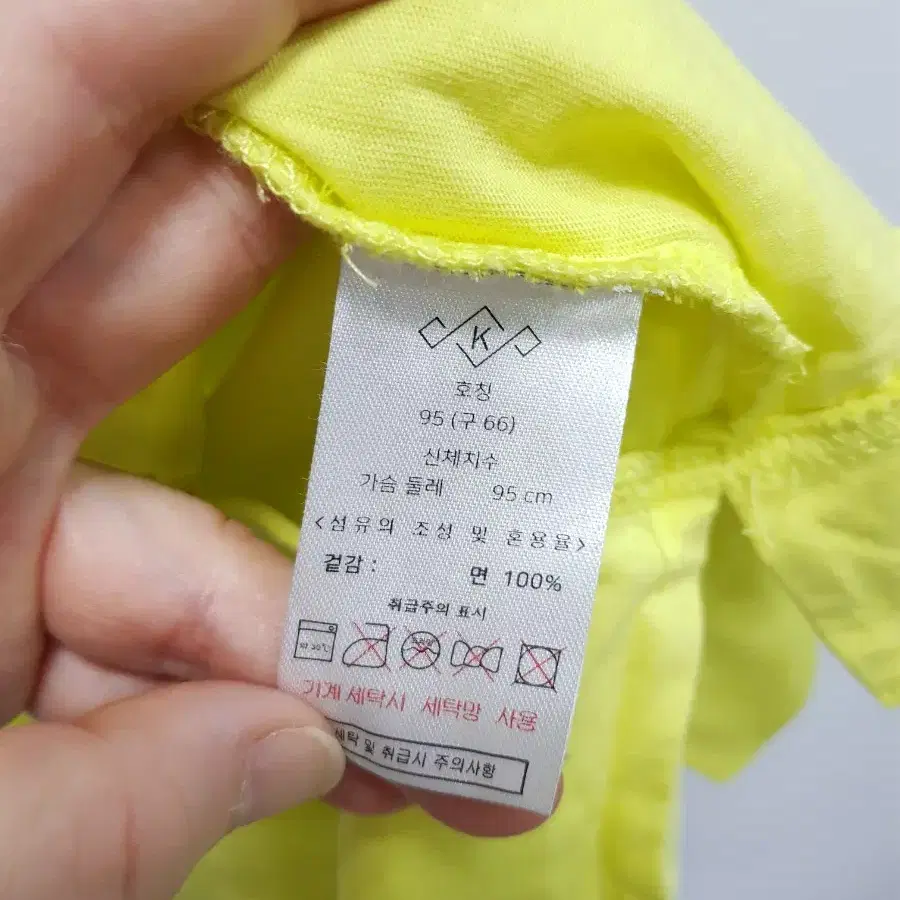 K
호칭
95 (구 66)
신체치수
가슴 둘레 95 cm
<섬유의 조성 및 혼용율>
겉감 : 면 100%
취급주의 표시
기계 세탁시 세탁망 사용
세탁 및 취급시 주의사항